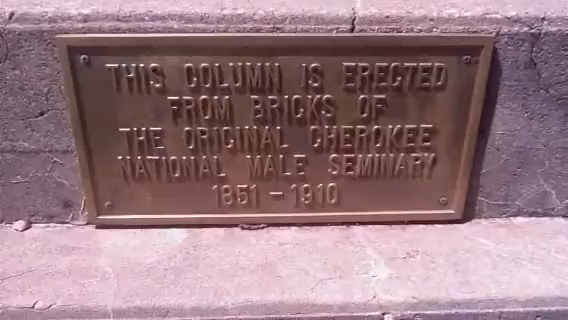 THIS COLUMN IS ERECTED
FROM BRICKS OF
THE ORIGINAL CHEROKEE
NATIONAL MALE SEMINARY
1851 - 1910